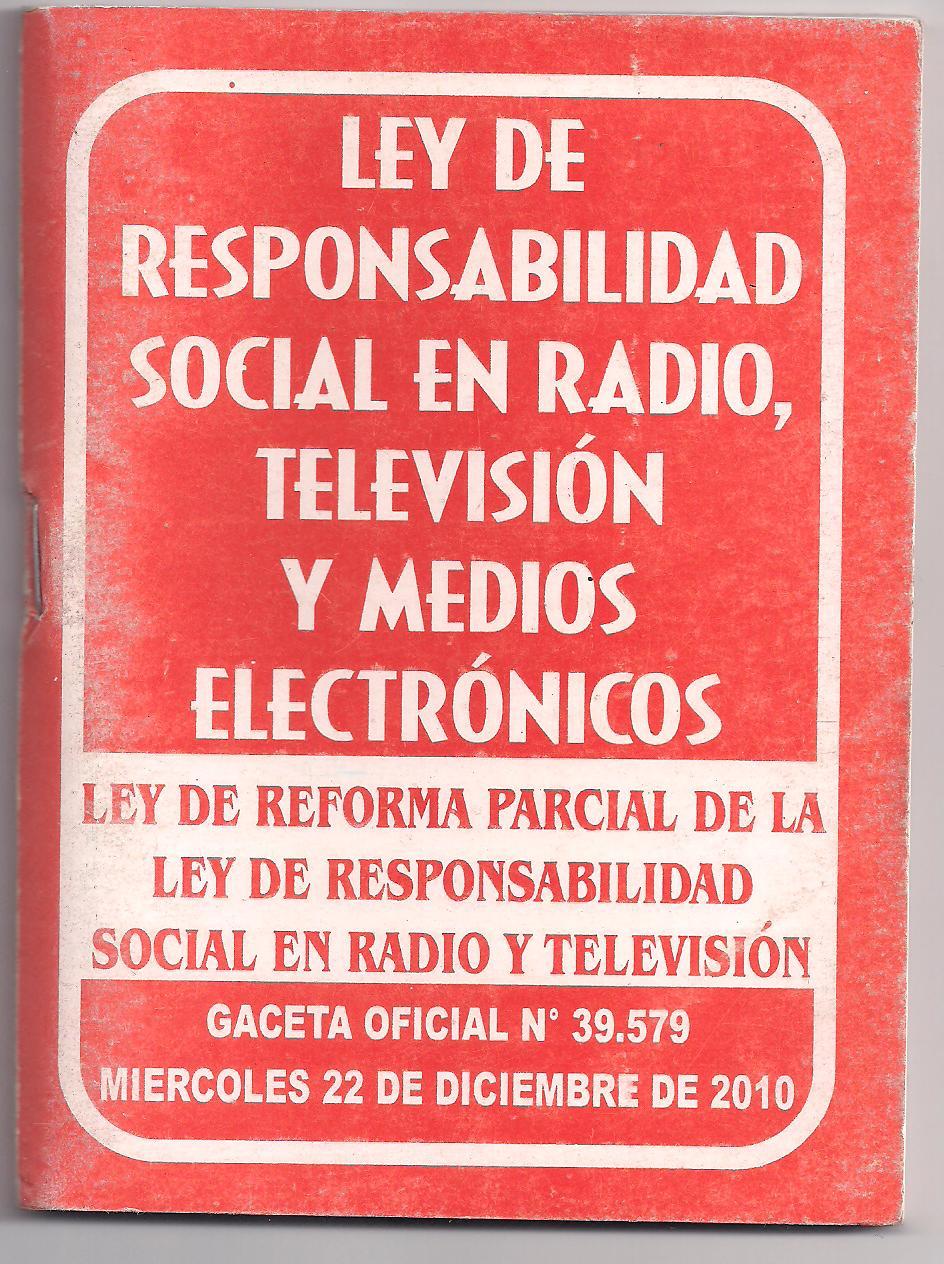 LEY DE
RESPONSABILIDAD
SOCIAL EN RADIO,
TELEVISIÓN
Y MEDIOS
ELECTRÓNICOS
LEY DE REFORMA PARCIAL DE LA
LEY DE RESPONSABILIDAD
SOCIAL EN RADIO Y TELEVISIÓN
GACETA OFICIAL N° 39.579
MIERCOLES 22 DE DICIEMBRE DE 2010